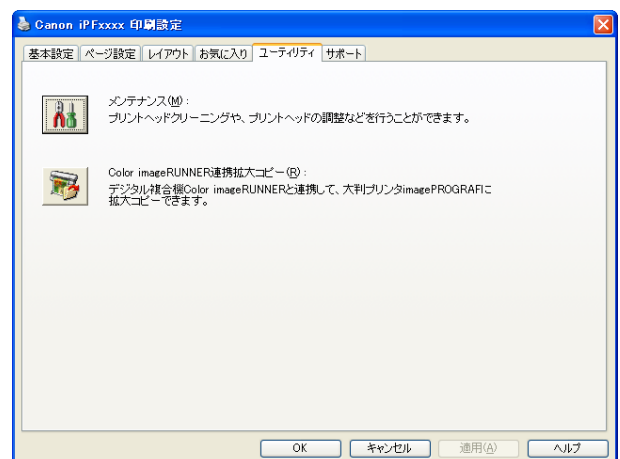 Canon iPFxxxx 印刷設定
基本設定 ページ設定 レイアウト お気に入り ユーティリティ サポート
メンテナンス(M) :
プリントヘッドクリーニングや、プリントヘッドの調整などを行うことができます。
Color imageRUNNER連携拡大コピー(R) :
デジタル複合機Color imageRUNNERと連携して、大判プリンタimagePROGRAFに
拡大コピーできます。
OK キャンセル 適用(A) ヘルプ